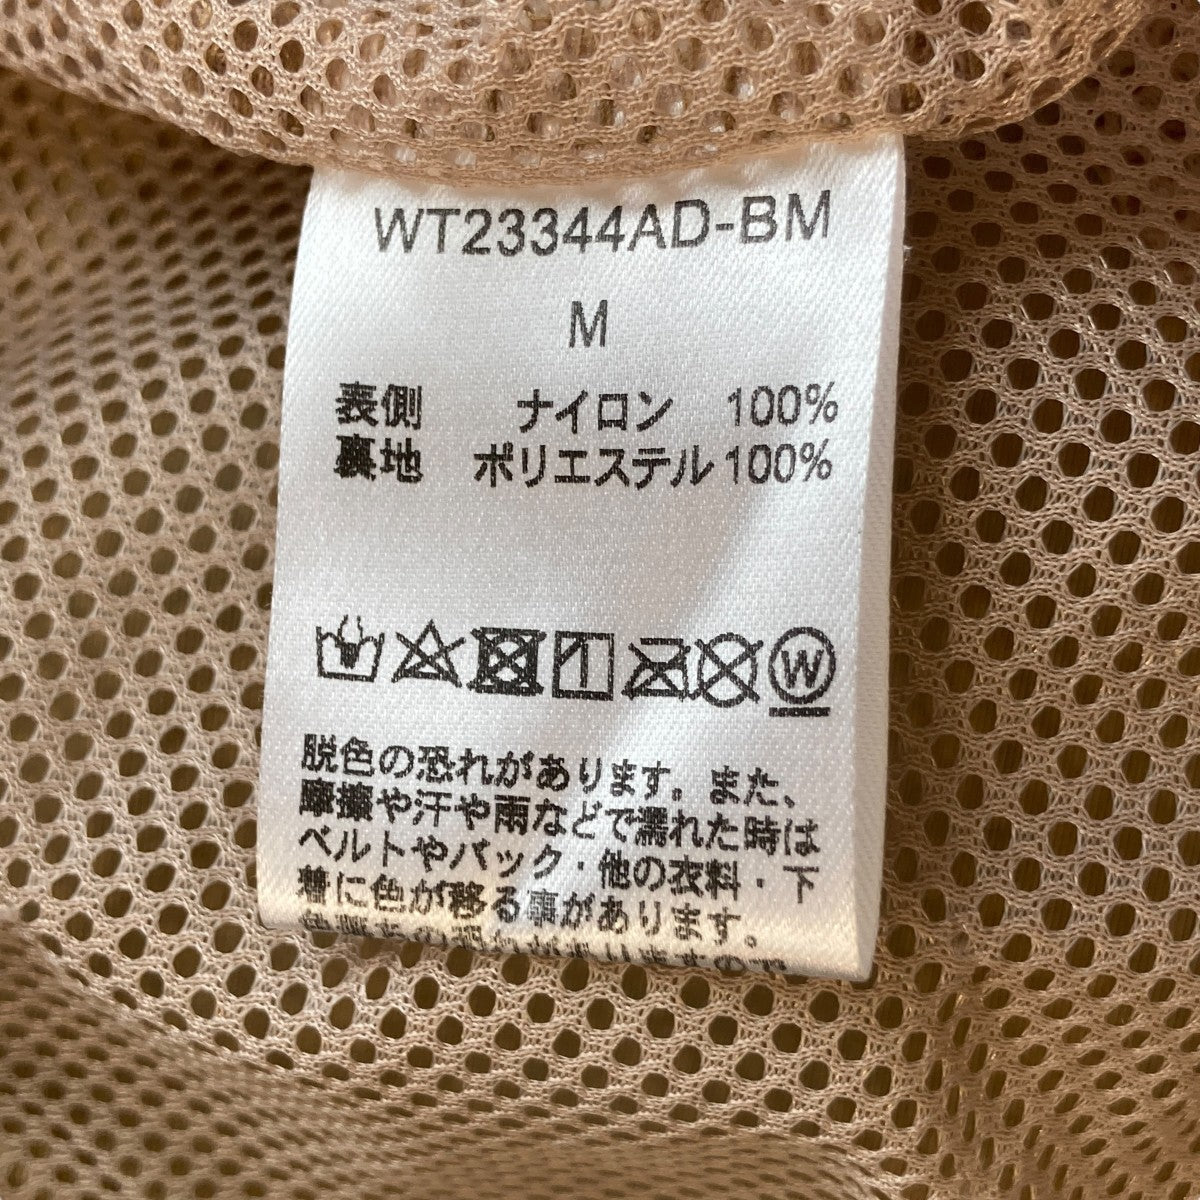 WT23344AD-BM
M
表側 ナイロン 100%
裏地 ポリエステル 100%
W
脱色の恐れがあります。また、
摩擦や汗や雨などで濡れた時は
ベルトやバック・他の衣料・下
着に色が移る事があります。